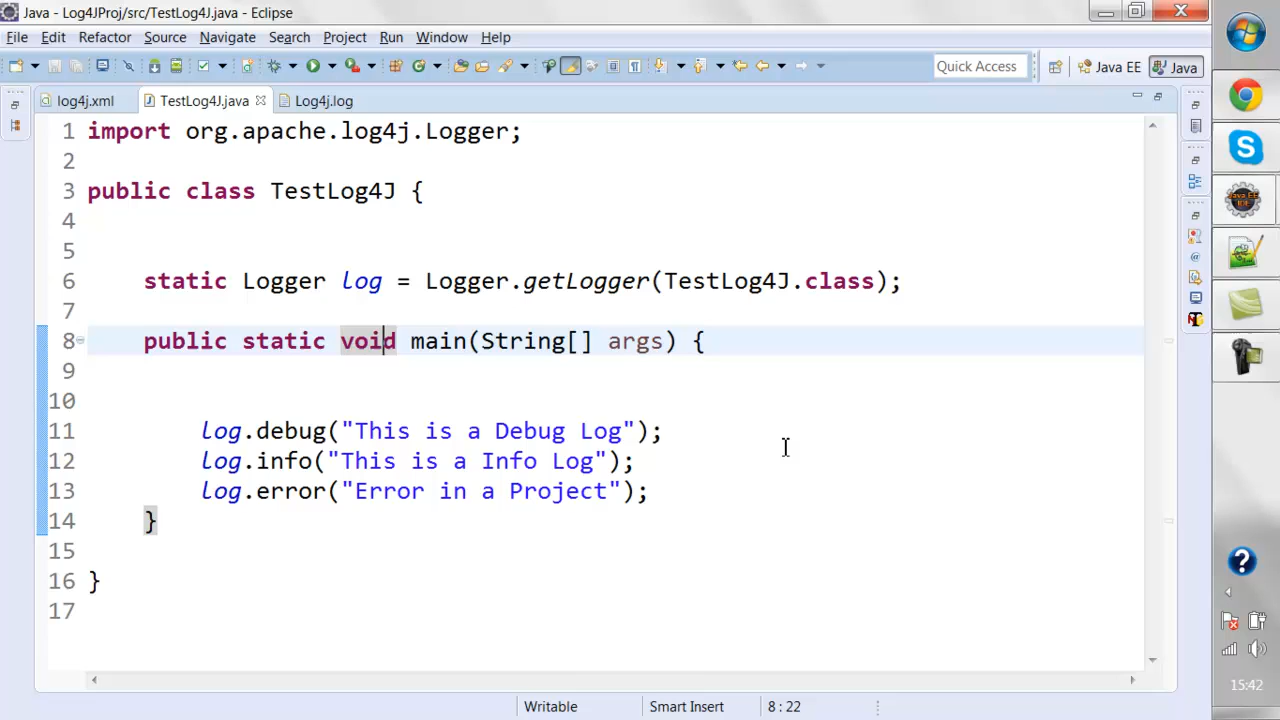 Java - Log4JProj/src/TestLog4J.java - Eclipse
File Edit Refactor Source Navigate Search Project Run Window Help
Quick Access Java EE Java
log4j.xml TestLog4J.java Log4j.log
1 import org.apache.log4j.Logger;
2
3 public class TestLog4J {
4
5
6 static Logger log = Logger.getLogger(TestLog4J.class);
7
8 public static void main(String[] args) {
9
10
11 log.debug("This is a Debug Log");
12 log.info("This is a Info Log");
13 log.error("Error in a Project");
14 }
15
16 }
17
Writable Smart Insert 8 : 22
15:42